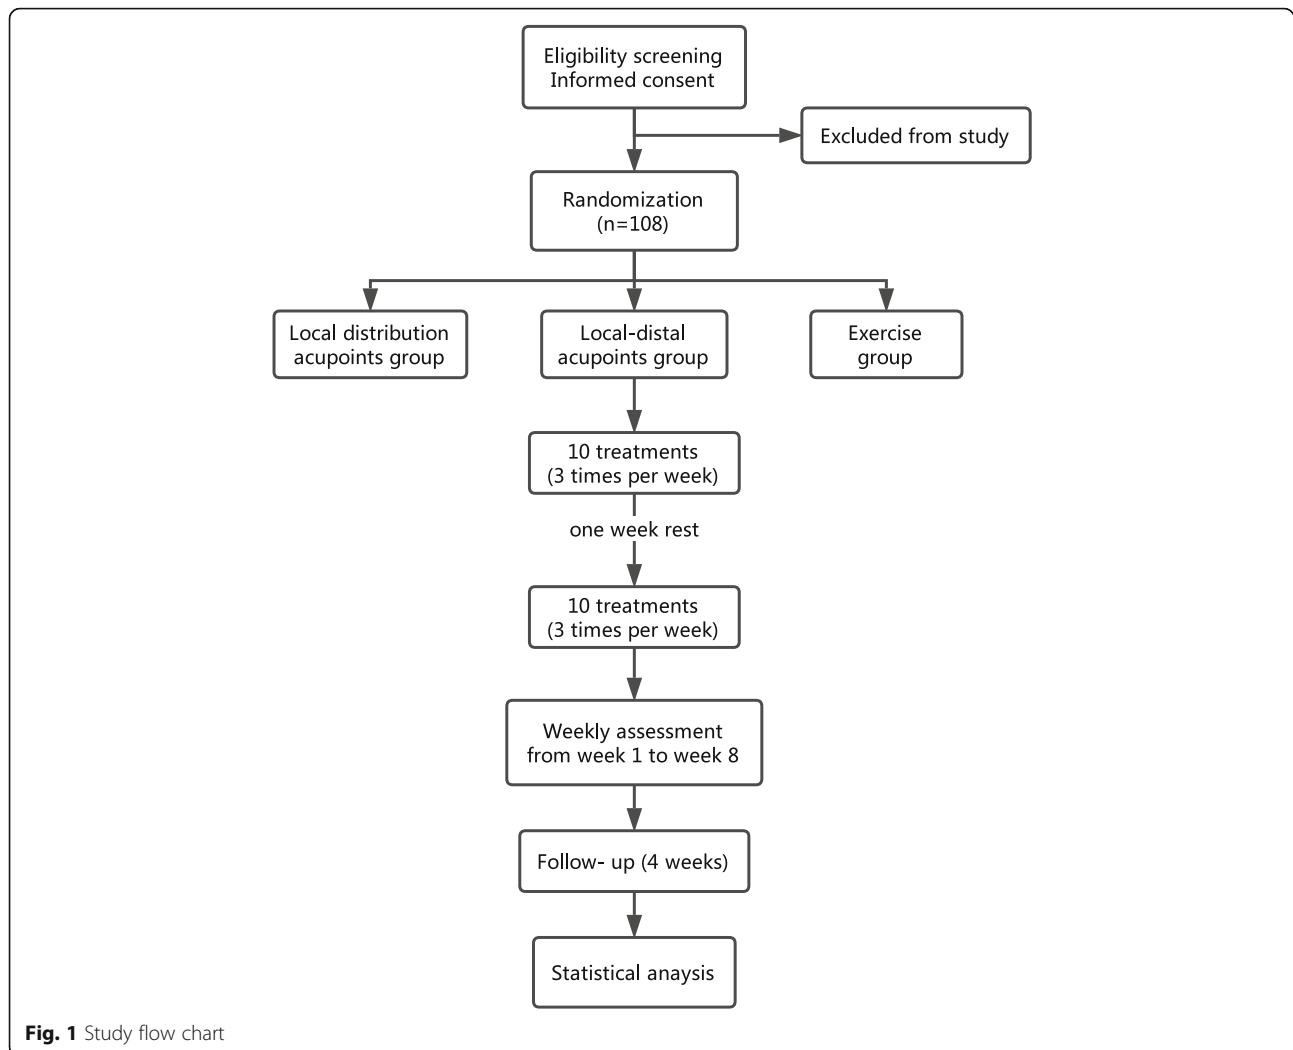 Eligibility screening
Informed consent
Excluded from study
Randomization
(n=108)
Local distribution
acupoints group
Local-distal
acupoints group
Exercise
group
10 treatments
(3 times per week)
one week rest
10 treatments
(3 times per week)
Weekly assessment
from week 1 to week 8
Follow- up (4 weeks)
Statistical anaysis
Fig. 1 Study flow chart